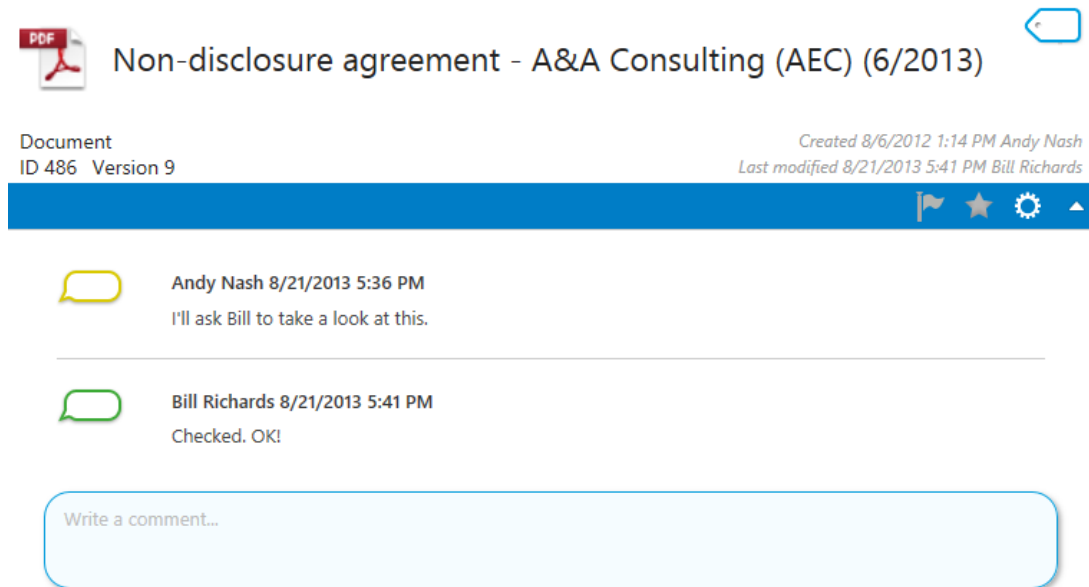 PDF
Non-disclosure agreement - A&A Consulting (AEC) (6/2013)
Document
Created 8/6/2012 1:14 PM Andy Nash
ID 486 Version 9
Last modified 8/21/2013 5:41 PM Bill Richards
Andy Nash 8/21/2013 5:36 PM
I'll ask Bill to take a look at this.
Bill Richards 8/21/2013 5:41 PM
Checked. OK!
Write a comment...